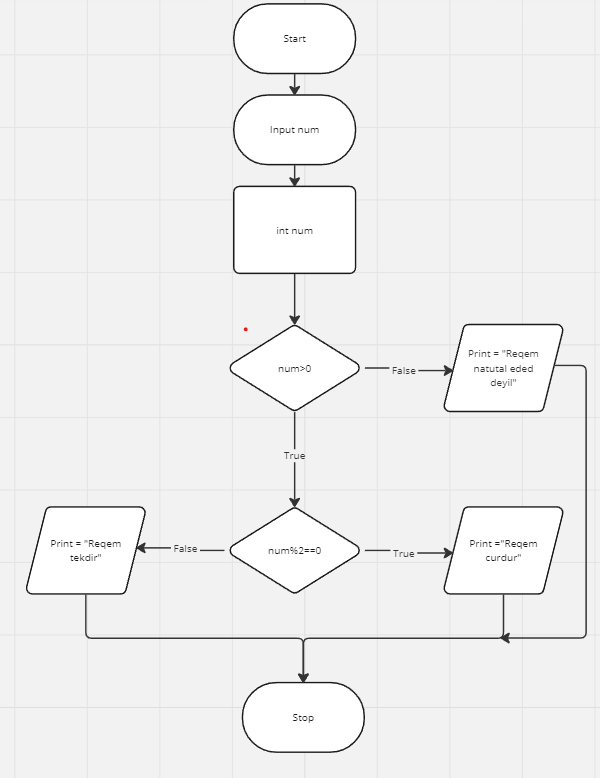 Start
Input num
int num
num>0
False
Print = "Reqem
natutal eded
deyil"
True
Print = "Reqem
tekdir"
False
num%2==0
True
Print ="Reqem
curdur"
Stop